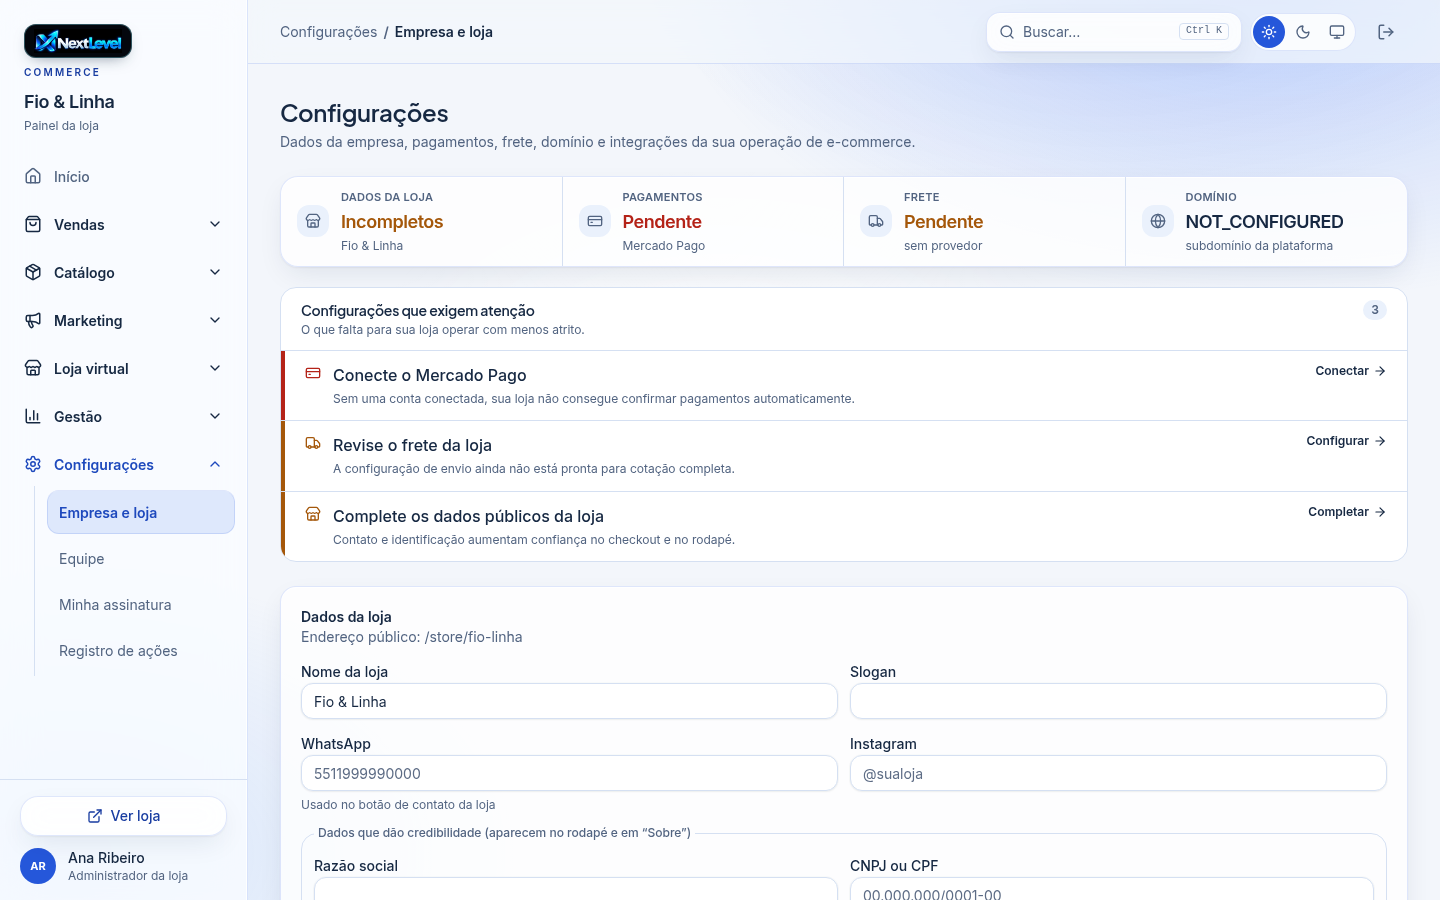 NextLevel
COMMERCE
Fio & Linha
Painel da loja
Início
Vendas
Catálogo
Marketing
Loja virtual
Gestão
Configurações
Empresa e loja
Equipe
Minha assinatura
Registro de ações
Ver loja
AR
Ana Ribeiro
Administrador da loja
Configurações / Empresa e loja
Buscar...
Ctrl K
Configurações
Dados da empresa, pagamentos, frete, domínio e integrações da sua operação de e-commerce.
DADOS DA LOJA
Incompletos
Fio & Linha
PAGAMENTOS
Pendente
Mercado Pago
FRETE
Pendente
sem provedor
DOMÍNIO
NOT_CONFIGURED
subdomínio da plataforma
Configurações que exigem atenção
3
O que falta para sua loja operar com menos atrito.
Conecte o Mercado Pago
Conectar
Sem uma conta conectada, sua loja não consegue confirmar pagamentos automaticamente.
Revise o frete da loja
Configurar
A configuração de envio ainda não está pronta para cotação completa.
Complete os dados públicos da loja
Completar
Contato e identificação aumentam confiança no checkout e no rodapé.
Dados da loja
Endereço público: /store/fio-linha
Nome da loja
Fio & Linha
Slogan
WhatsApp
5511999990000
Usado no botão de contato da loja
Instagram
@sualoja
Dados que dão credibilidade (aparecem no rodapé e em “Sobre”)
Razão social
CNPJ ou CPF
00.000.000/0001-00